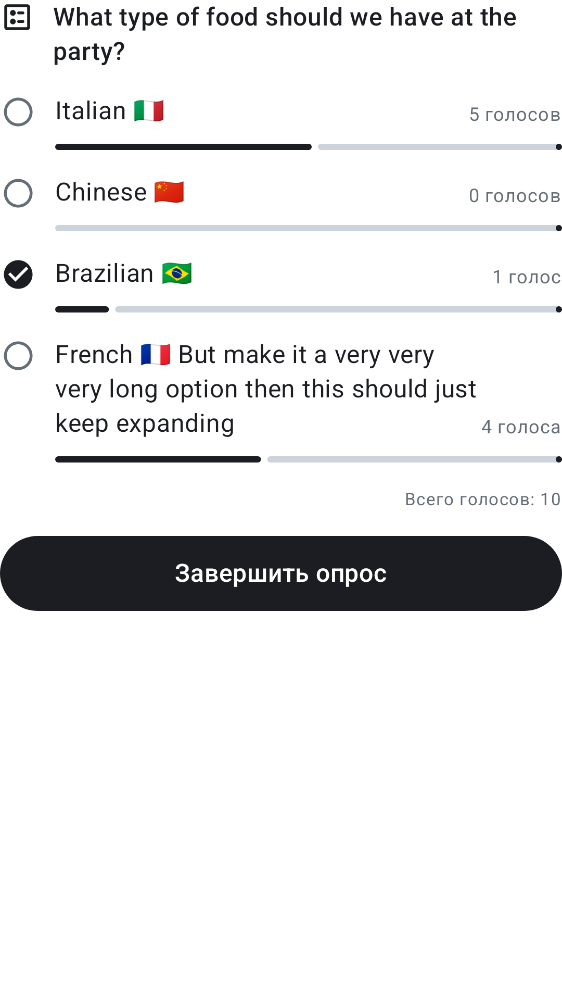 What type of food should we have at the
party?
Italian 🇮🇹
5 голосов
Chinese 🇨🇳
0 голосов
Brazilian 🇧🇷
1 голос
French 🇫🇷 But make it a very very
very long option then this should just
keep expanding
4 голоса
Всего голосов: 10
Завершить опрос